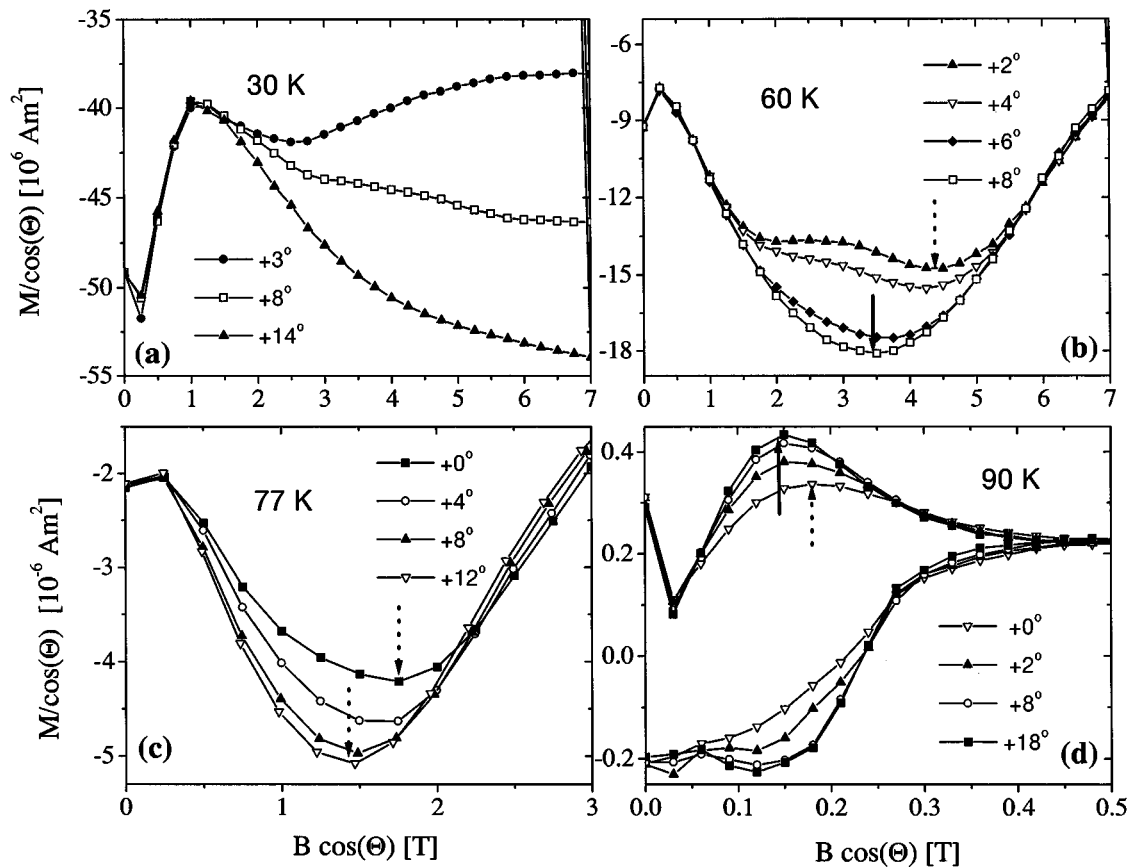 -35
-40
-45
-50
-55
M/cos(Θ) [10⁶ Am²]
30 K
+3°
+8°
+14°
(a)
0 1 2 3 4 5 6 7
-6
-9
-12
-15
-18
60 K
+2°
+4°
+6°
+8°
(b)
0 1 2 3 4 5 6 7
-2
-3
-4
-5
M/cos(Θ) [10⁻⁶ Am²]
77 K
+0°
+4°
+8°
+12°
(c)
0 1 2 3
B cos(Θ) [T]
0.4
0.2
0.0
-0.2
90 K
+0°
+2°
+8°
+18°
(d)
0.0 0.1 0.2 0.3 0.4 0.5
B cos(Θ) [T]